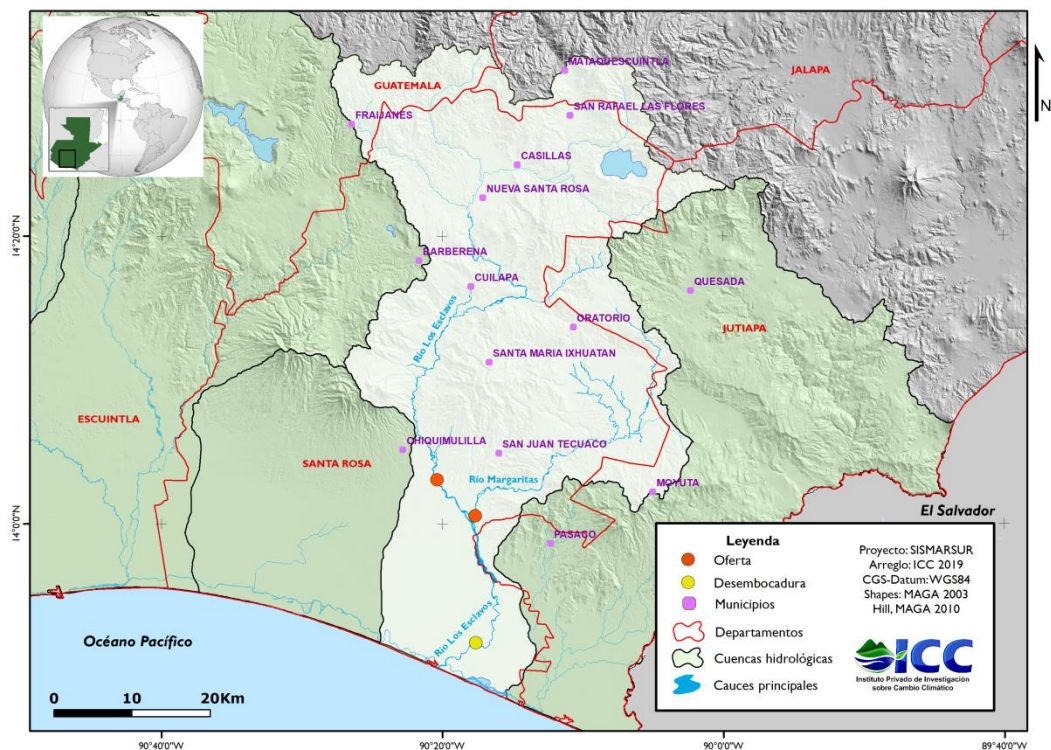 MATAQUESCUINTLA
JALAPA
GUATEMALA
N
SAN RAFAEL LAS FLORES
FRAIJANES
CASILLAS
NUEVA SANTA ROSA
14°20'0"N
BARBERENA
CUILAPA
QUESADA
Río Los Esclavos
ORATORIO
JUTIAPA
SANTA MARIA IXHUATAN
ESCUINTLA
CHIQUIMULILLA
SAN JUAN TECUACO
SANTA ROSA
Río Margaritas
MOYUTA
El Salvador
14°0'0"N
PASACO
Leyenda
Oferta
Desembocadura
Municipios
Departamentos
Cuencas hidrológicas
Cauces principales
Proyecto: SISMARSUR
Arreglo: ICC 2019
CGS-Datum: WGS84
Shapes: MAGA 2003
Hill, MAGA 2010
ICC
Instituto Privado de Investigación
sobre Cambio Climático
Océano Pacífico
Río Los Esclavos
0 10 20Km
90°40'0"W 90°20'0"W 90°0'0"W 89°40'0"W